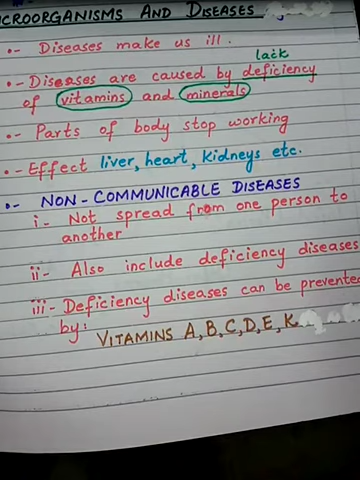 MICROORGANISMS AND DISEASES
•- Diseases make us ill.
lack
•- Diseases are caused by deficiency
of vitamins and minerals
•- Parts of body stop working
•- Effect liver, heart, kidneys etc.
•- NON-COMMUNICABLE DISEASES
i- Not spread from one person to
another
ii- Also include deficiency diseases
iii- Deficiency diseases can be prevented
by: VITAMINS A, B, C, D, E, K